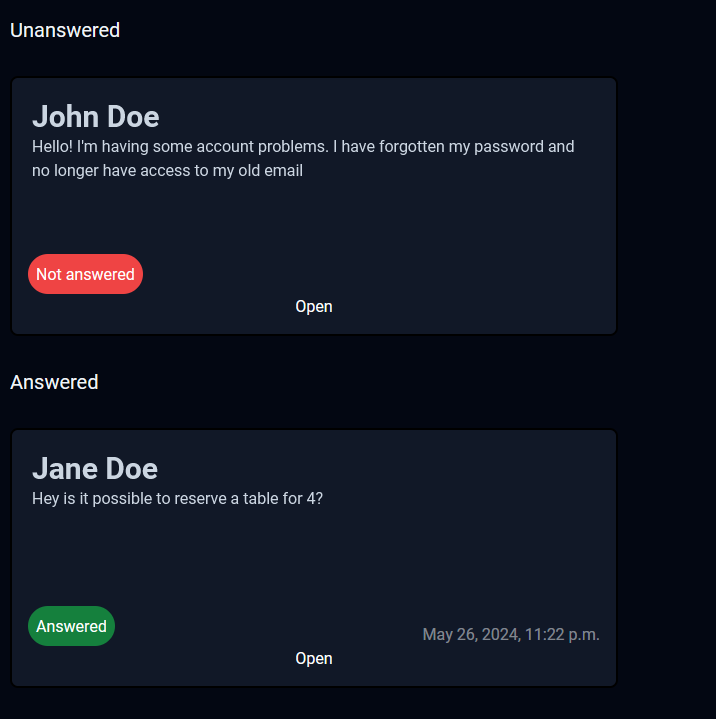 Unanswered
John Doe
Hello! I'm having some account problems. I have forgotten my password and
no longer have access to my old email
Not answered
Open
Answered
Jane Doe
Hey is it possible to reserve a table for 4?
Answered
May 26, 2024, 11:22 p.m.
Open